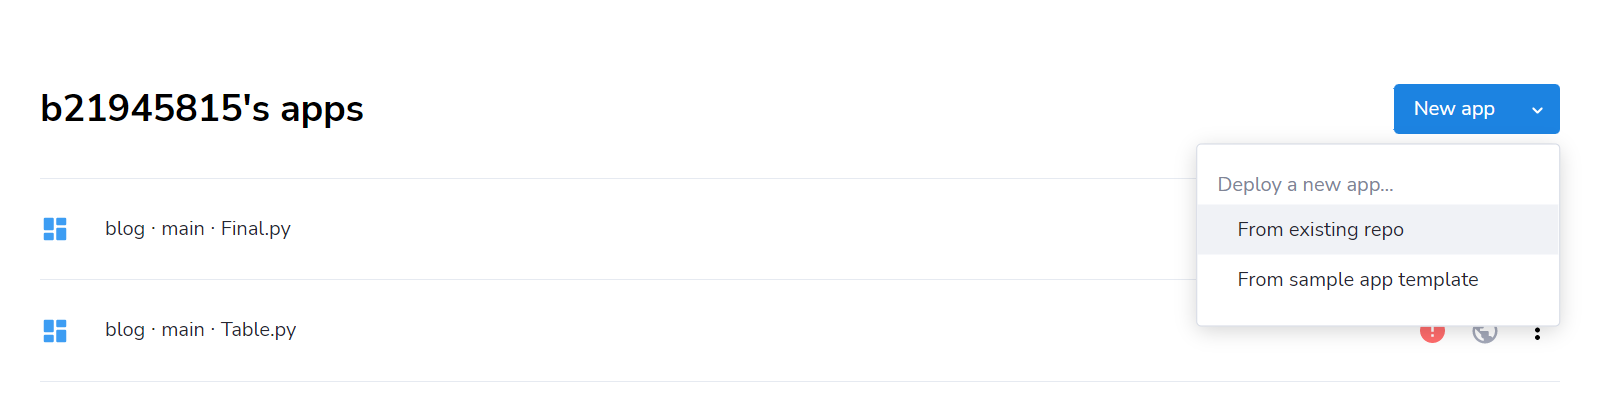 b21945815's apps
New app
Deploy a new app...
blog · main · Final.py
From existing repo
From sample app template
blog · main · Table.py